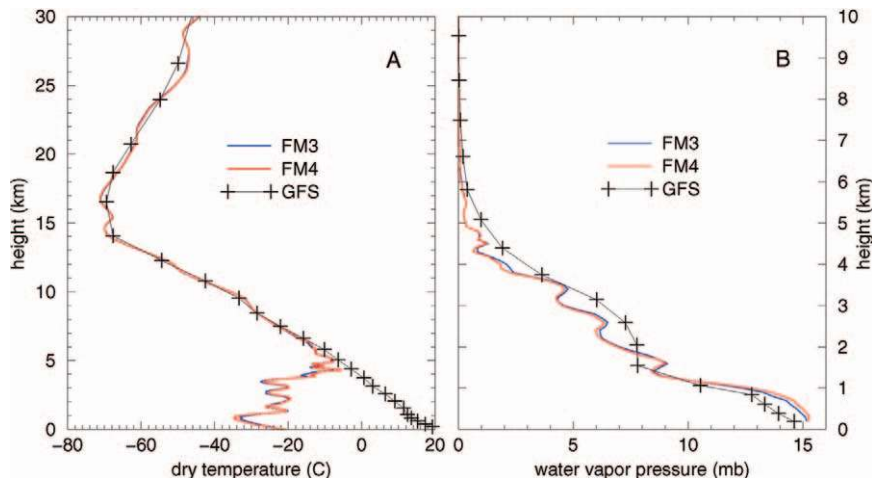 A
FM3
FM4
GFS
30
25
20
15
10
5
0
height (km)
−80 −60 −40 −20 0 20
dry temperature (C)
B
FM3
FM4
GFS
10
9
8
7
6
5
4
3
2
1
0
height (km)
0 5 10 15
water vapor pressure (mb)